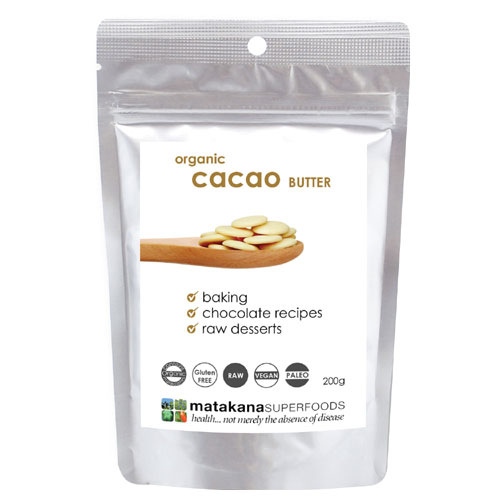 organic
cacao BUTTER
baking
chocolate recipes
raw desserts
Organic Gluten FREE RAW VEGAN PALEO
200g
matakanaSUPERFOODS
health... not merely the absence of disease